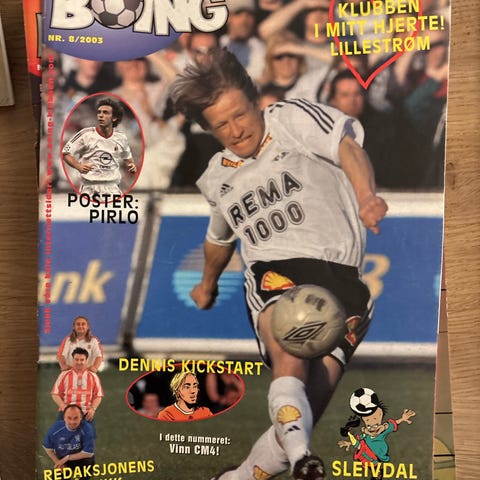 BOING
NR. 8/2003
KLUBBEN
I MITT HJERTE!
LILLESTRØM
POSTER:
PIRLO
REMA
1000
nk
DENNIS KICKSTART
I dette nummeret:
Vinn CM4!
REDAKSJONENS
SLEIVDAL